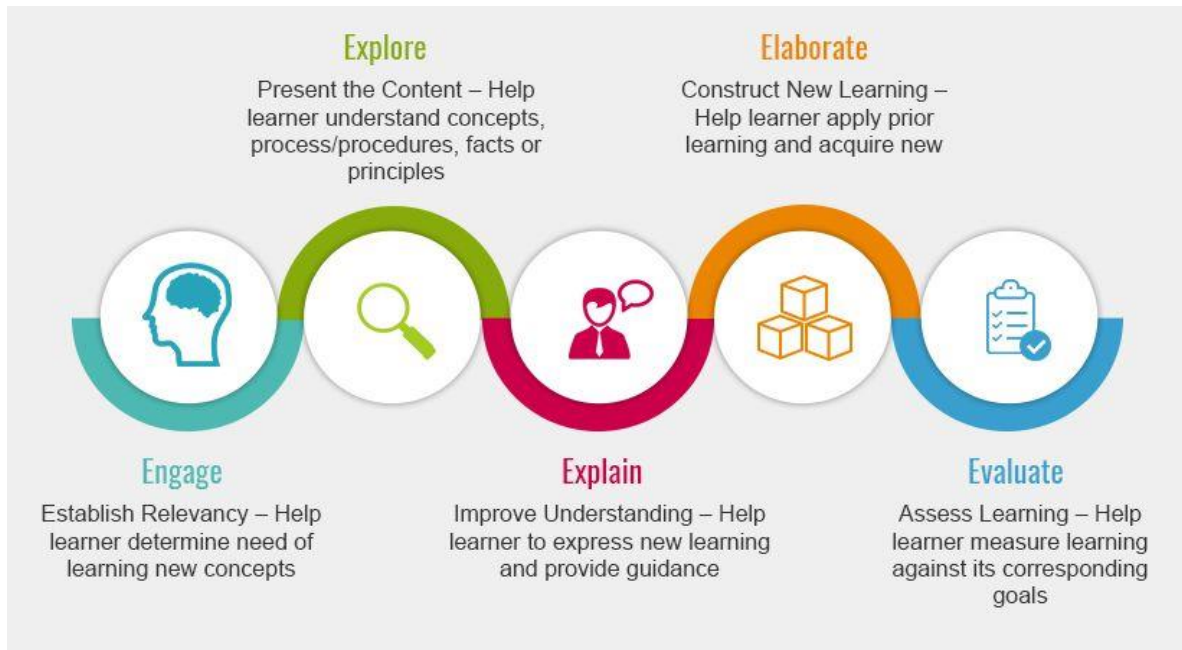 Explore
Present the Content – Help
learner understand concepts,
process/procedures, facts or
principles
Elaborate
Construct New Learning –
Help learner apply prior
learning and acquire new
Engage
Establish Relevancy – Help
learner determine need of
learning new concepts
Explain
Improve Understanding – Help
learner to express new learning
and provide guidance
Evaluate
Assess Learning – Help
learner measure learning
against its corresponding
goals